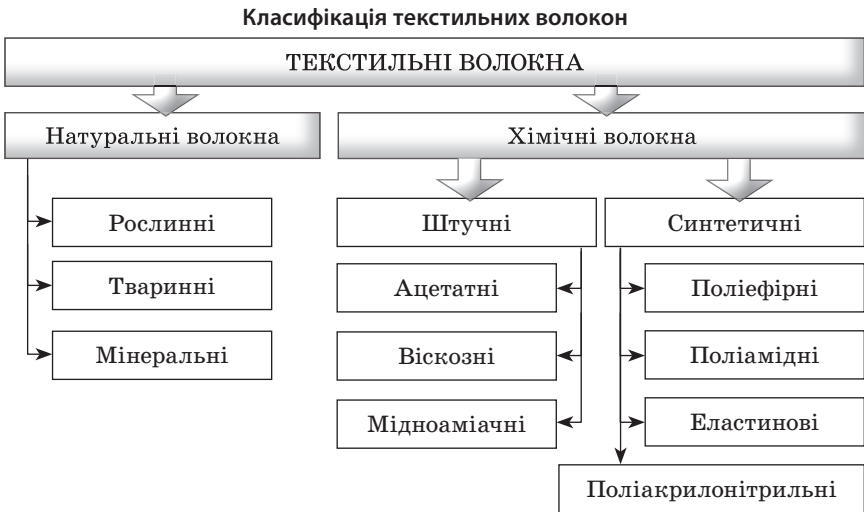 Класифікація текстильних волокон
ТЕКСТИЛЬНІ ВОЛОКНА
Натуральні волокна
Хімічні волокна
Рослинні
Тваринні
Мінеральні
Штучні
Ацетатні
Віскозні
Мідноаміачні
Синтетичні
Поліефірні
Поліамідні
Еластинові
Поліакрилонітрильні